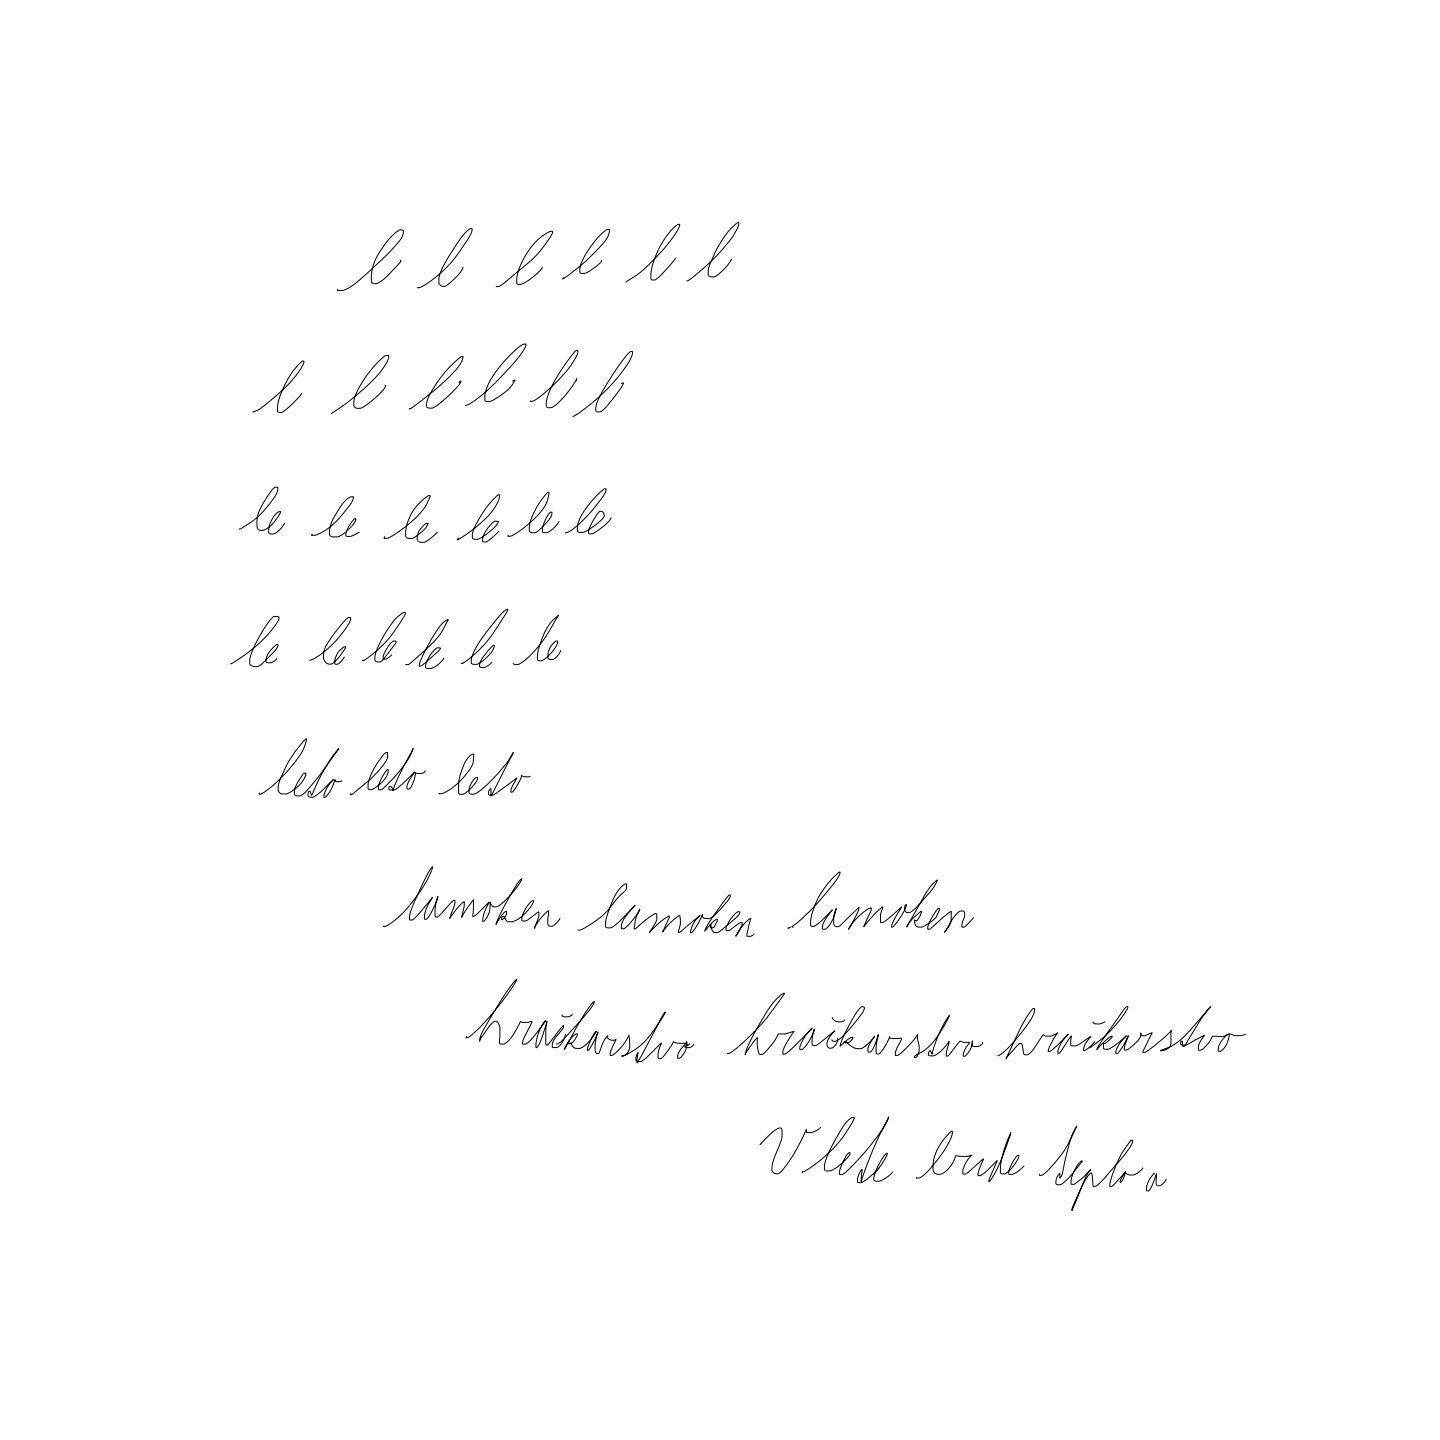 l l l l l l
l l l l l l
le le le le le le
le le le le le le
leto leto leto
lamoken lamoken lamoken
hračkarstvo hračkarstvo hračkarstvo
V lete bude teplo a